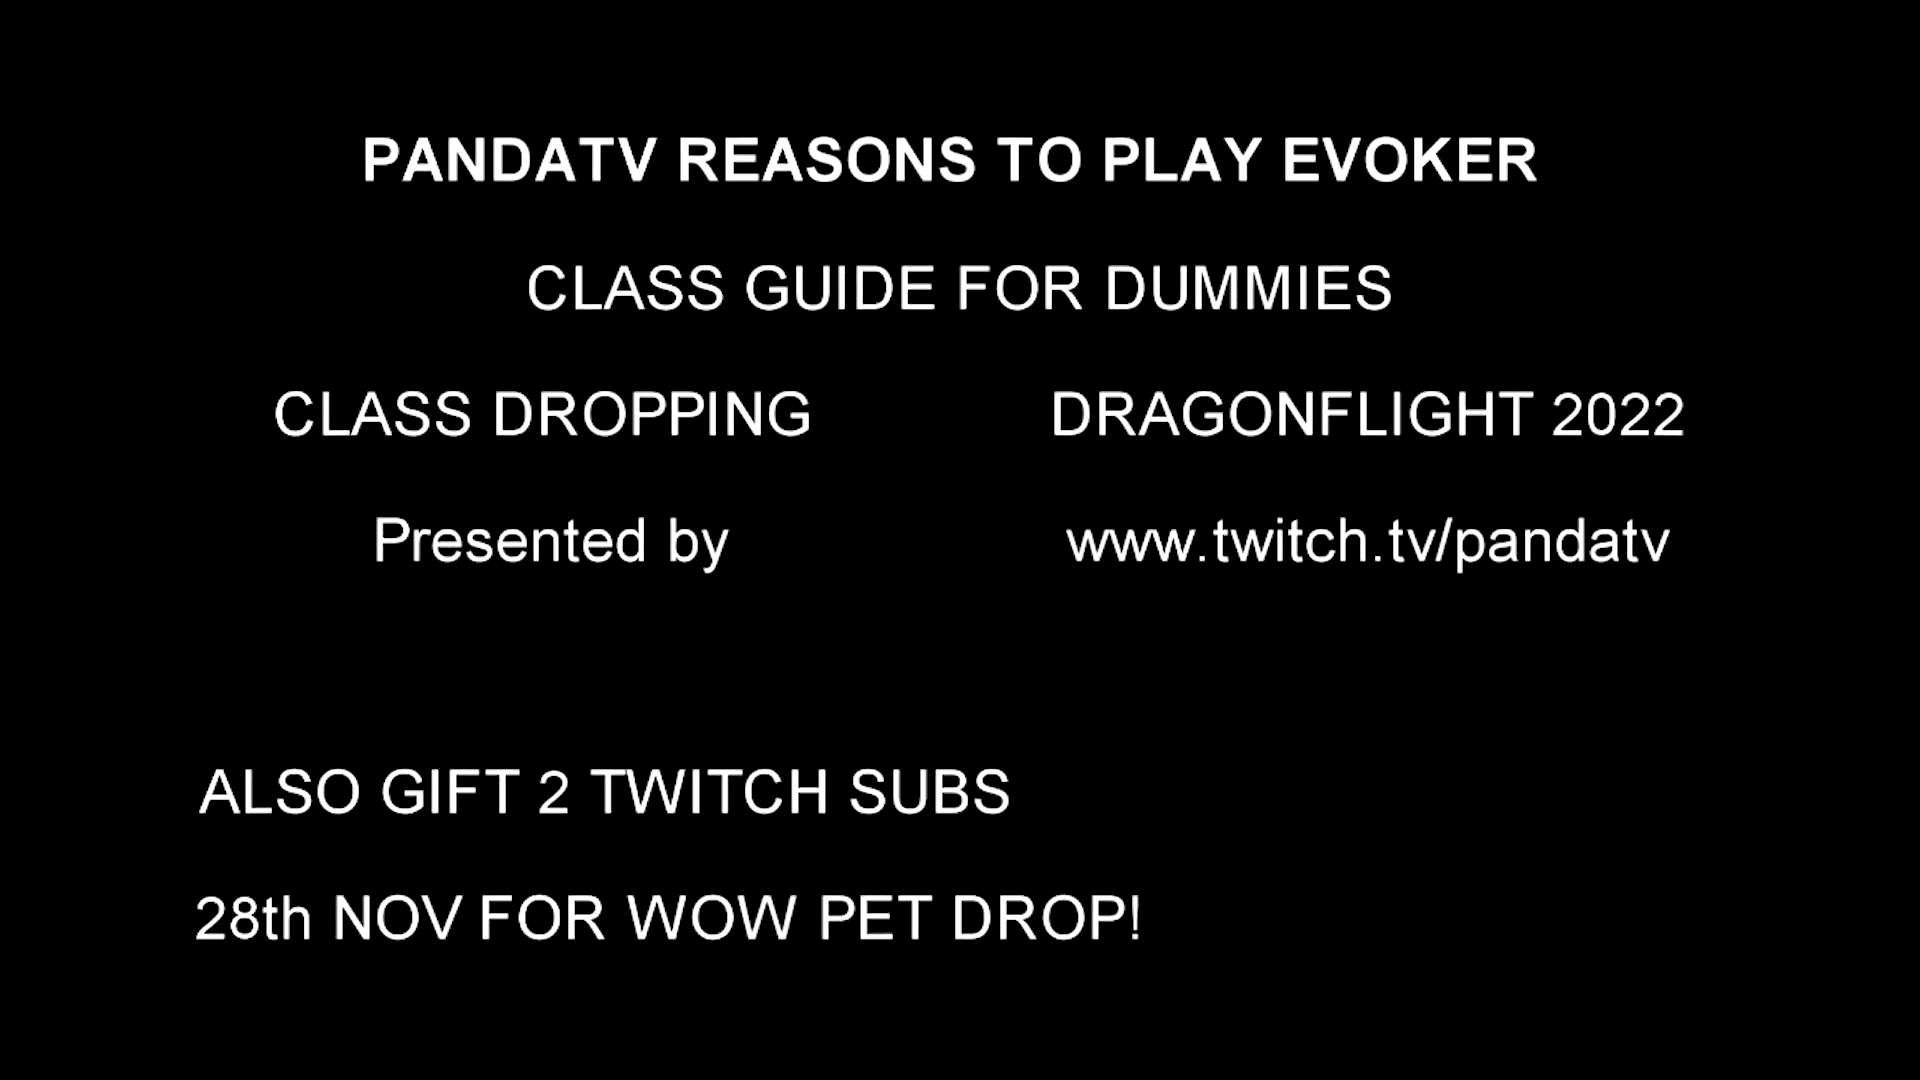 PANDATV REASONS TO PLAY EVOKER
CLASS GUIDE FOR DUMMIES
CLASS DROPPING DRAGONFLIGHT 2022
Presented by www.twitch.tv/pandatv
ALSO GIFT 2 TWITCH SUBS
28th NOV FOR WOW PET DROP!